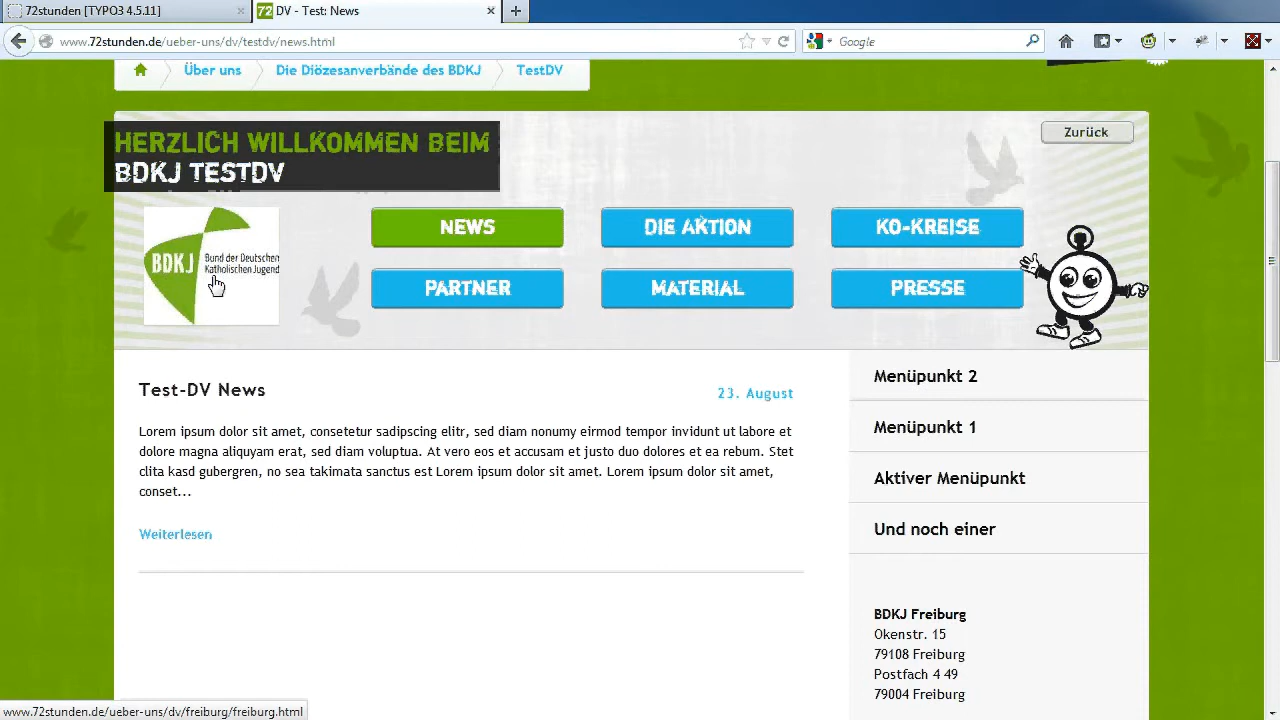 72stunden [TYPO3 4.5.11]
72 DV - Test: News
www.72stunden.de/ueber-uns/dv/testdv/news.html
Google
Über uns
Die Diözesanverbände des BDKJ
TestDV
HERZLICH WILLKOMMEN BEIM
BDKJ TESTDV
Zurück
BDKJ
Bund der Deutschen
Katholischen Jugend
NEWS
DIE AKTION
KO-KREISE
PARTNER
MATERIAL
PRESSE
Test-DV News
23. August
Lorem ipsum dolor sit amet, consetetur sadipscing elitr, sed diam nonumy eirmod tempor invidunt ut labore et
dolore magna aliquyam erat, sed diam voluptua. At vero eos et accusam et justo duo dolores et ea rebum. Stet
clita kasd gubergren, no sea takimata sanctus est Lorem ipsum dolor sit amet. Lorem ipsum dolor sit amet,
conset...
Weiterlesen
Menüpunkt 2
Menüpunkt 1
Aktiver Menüpunkt
Und noch einer
BDKJ Freiburg
Okenstr. 15
79108 Freiburg
Postfach 4 49
79004 Freiburg
www.72stunden.de/ueber-uns/dv/freiburg/freiburg.html